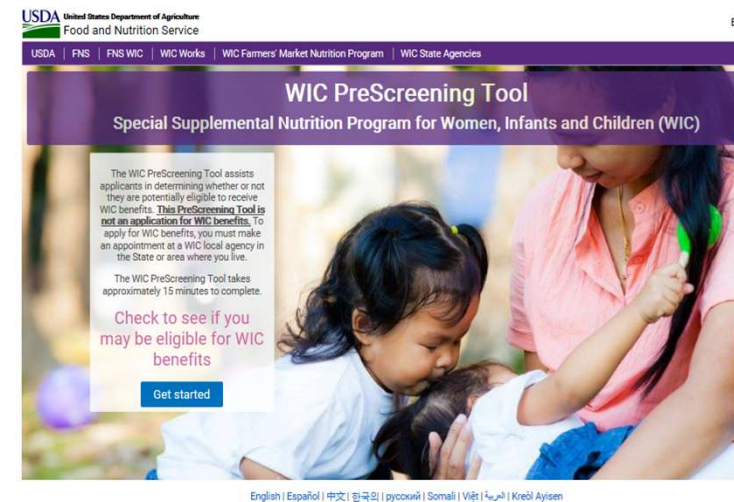 USDA United States Department of Agriculture
Food and Nutrition Service
USDA | FNS | FNS WIC | WIC Works | WIC Farmers' Market Nutrition Program | WIC State Agencies
WIC PreScreening Tool
Special Supplemental Nutrition Program for Women, Infants and Children (WIC)
The WIC PreScreening Tool assists
applicants in determining whether or not
they are potentially eligible to receive
WIC benefits. This PreScreening Tool is
not an application for WIC benefits. To
apply for WIC benefits, you must make
an appointment at a WIC local agency in
the State or area where you live.
The WIC PreScreening Tool takes
approximately 15 minutes to complete.
Check to see if you
may be eligible for WIC
benefits
Get started
English | Español | 中文 | 한국의 | русский | Somali | Việt | العربية | Kreòl Ayisen